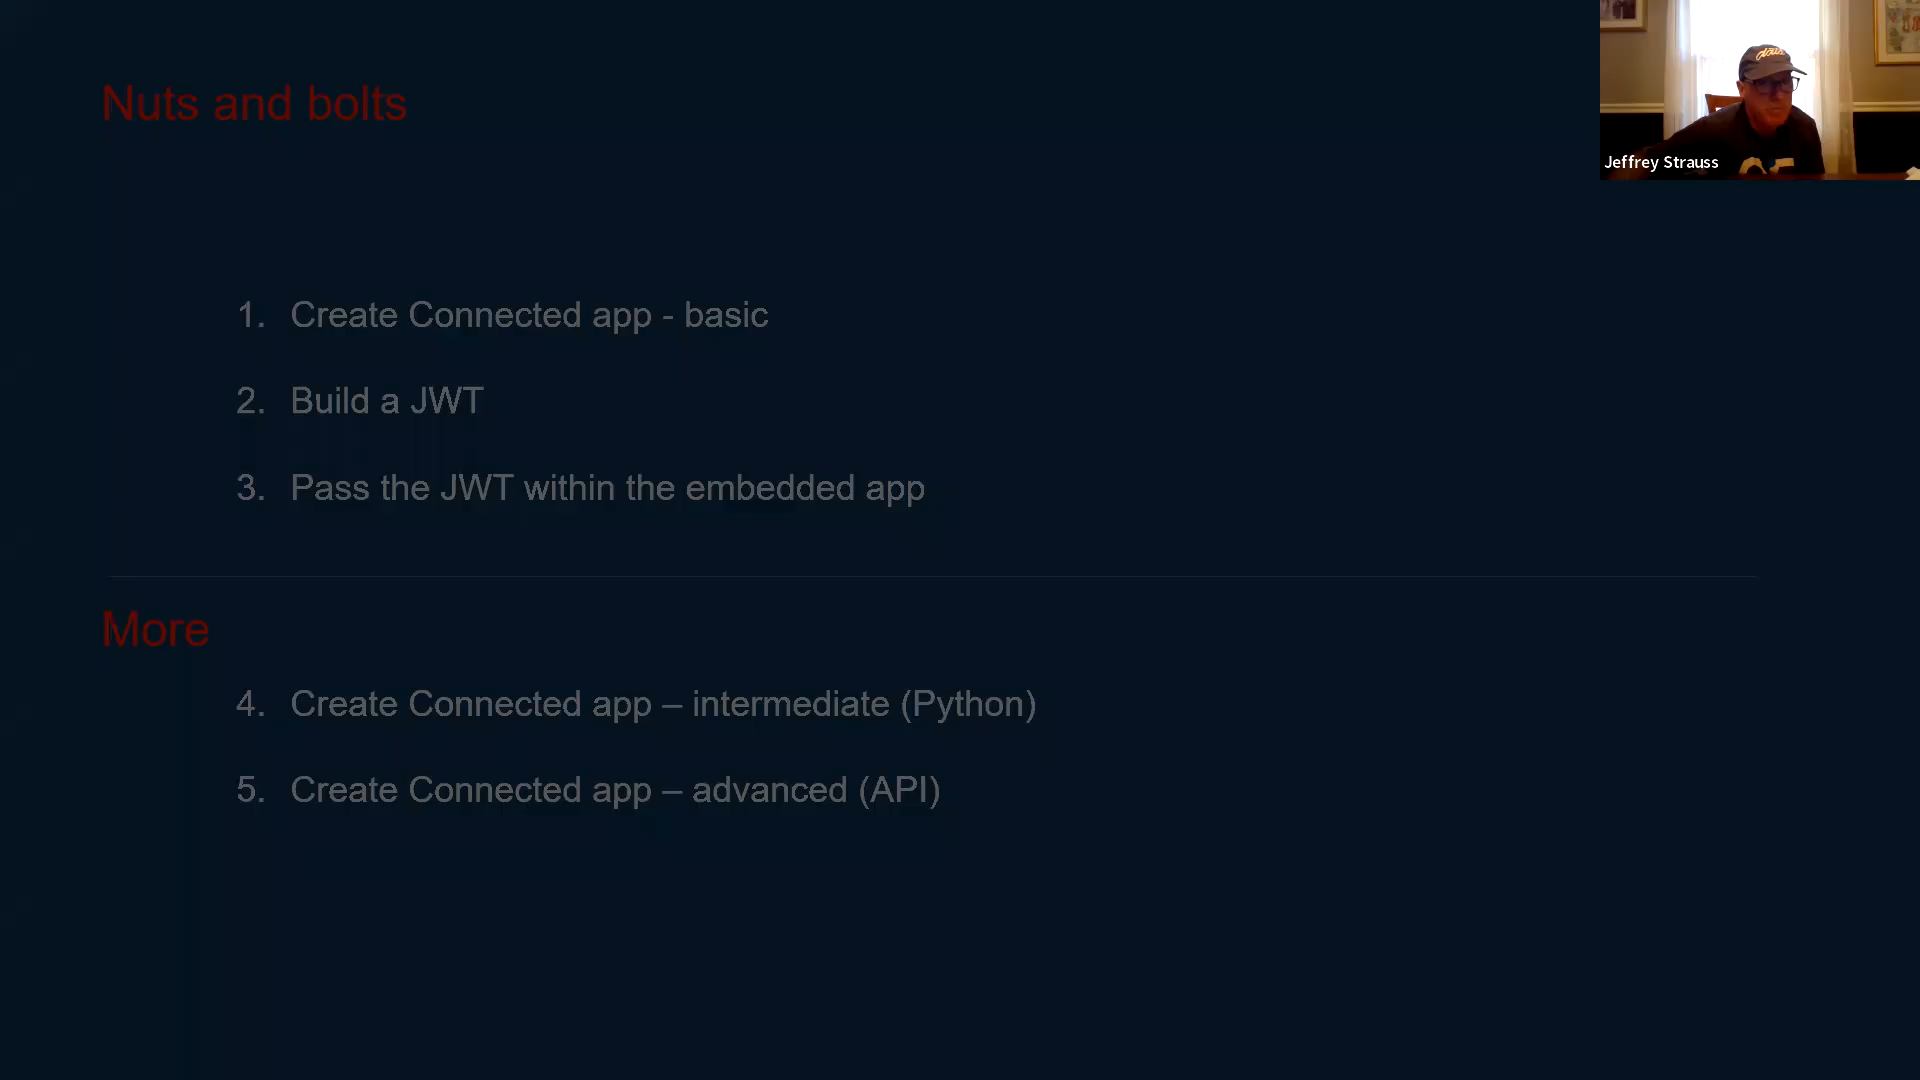 Nuts and bolts
Jeffrey Strauss
1. Create Connected app - basic
2. Build a JWT
3. Pass the JWT within the embedded app
More
4. Create Connected app – intermediate (Python)
5. Create Connected app – advanced (API)